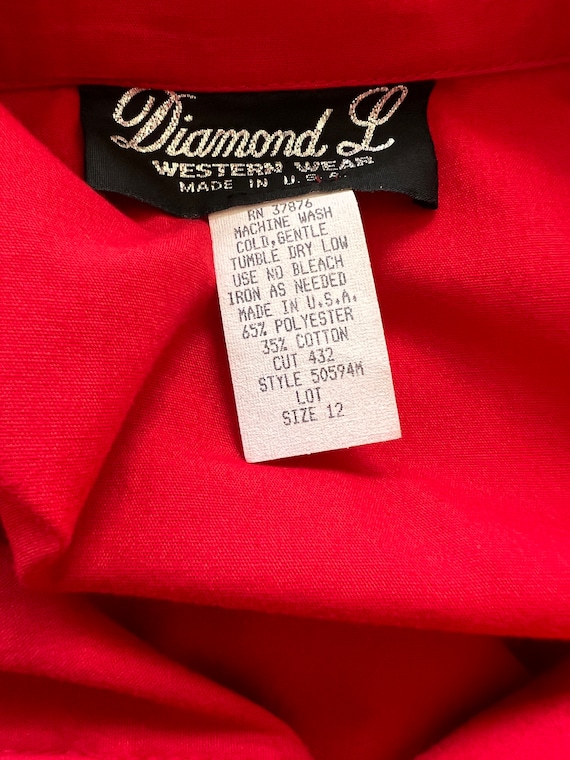 Diamond L
WESTERN WEAR
MADE IN U.S.A.
RN 37876
MACHINE WASH
COLD, GENTLE
TUMBLE DRY LOW
USE NO BLEACH
IRON AS NEEDED
MADE IN U.S.A.
65% POLYESTER
35% COTTON
CUT 432
STYLE 50594M
LOT
SIZE 12